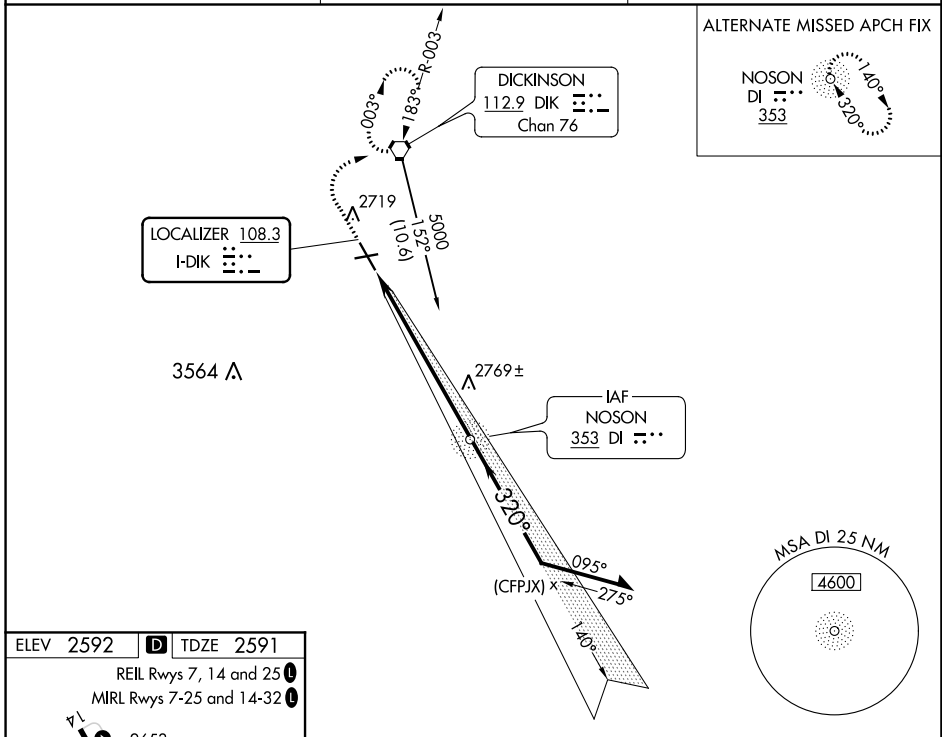 ALTERNATE MISSED APCH FIX
NOSON
DI
353
140°
320°
R-003
183°
003°
DICKINSON
112.9 DIK
Chan 76
2719
5000
152°
(10.6)
LOCALIZER 108.3
I-DIK
3564
2769±
IAF
NOSON
353 DI
320°
095°
275°
(CFPJX) x
140°
MSA DI 25 NM
4600
ELEV 2592 D TDZE 2591
REIL Rwys 7, 14 and 25 L
MIRL Rwys 7-25 and 14-32 L
14